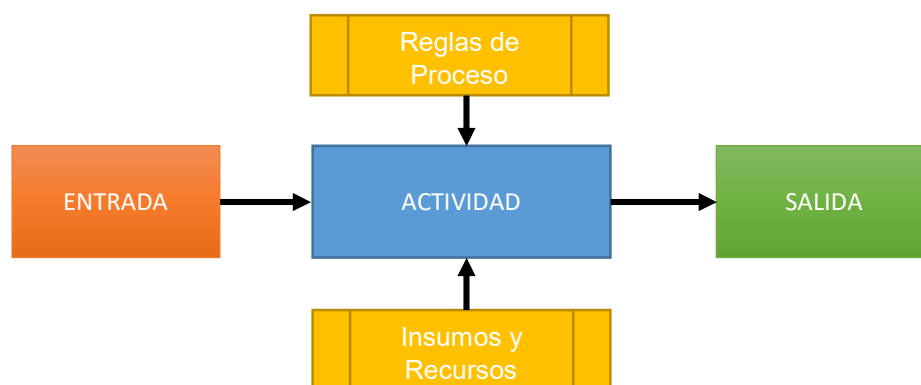 Reglas de
Proceso
ENTRADA
ACTIVIDAD
SALIDA
Insumos y
Recursos